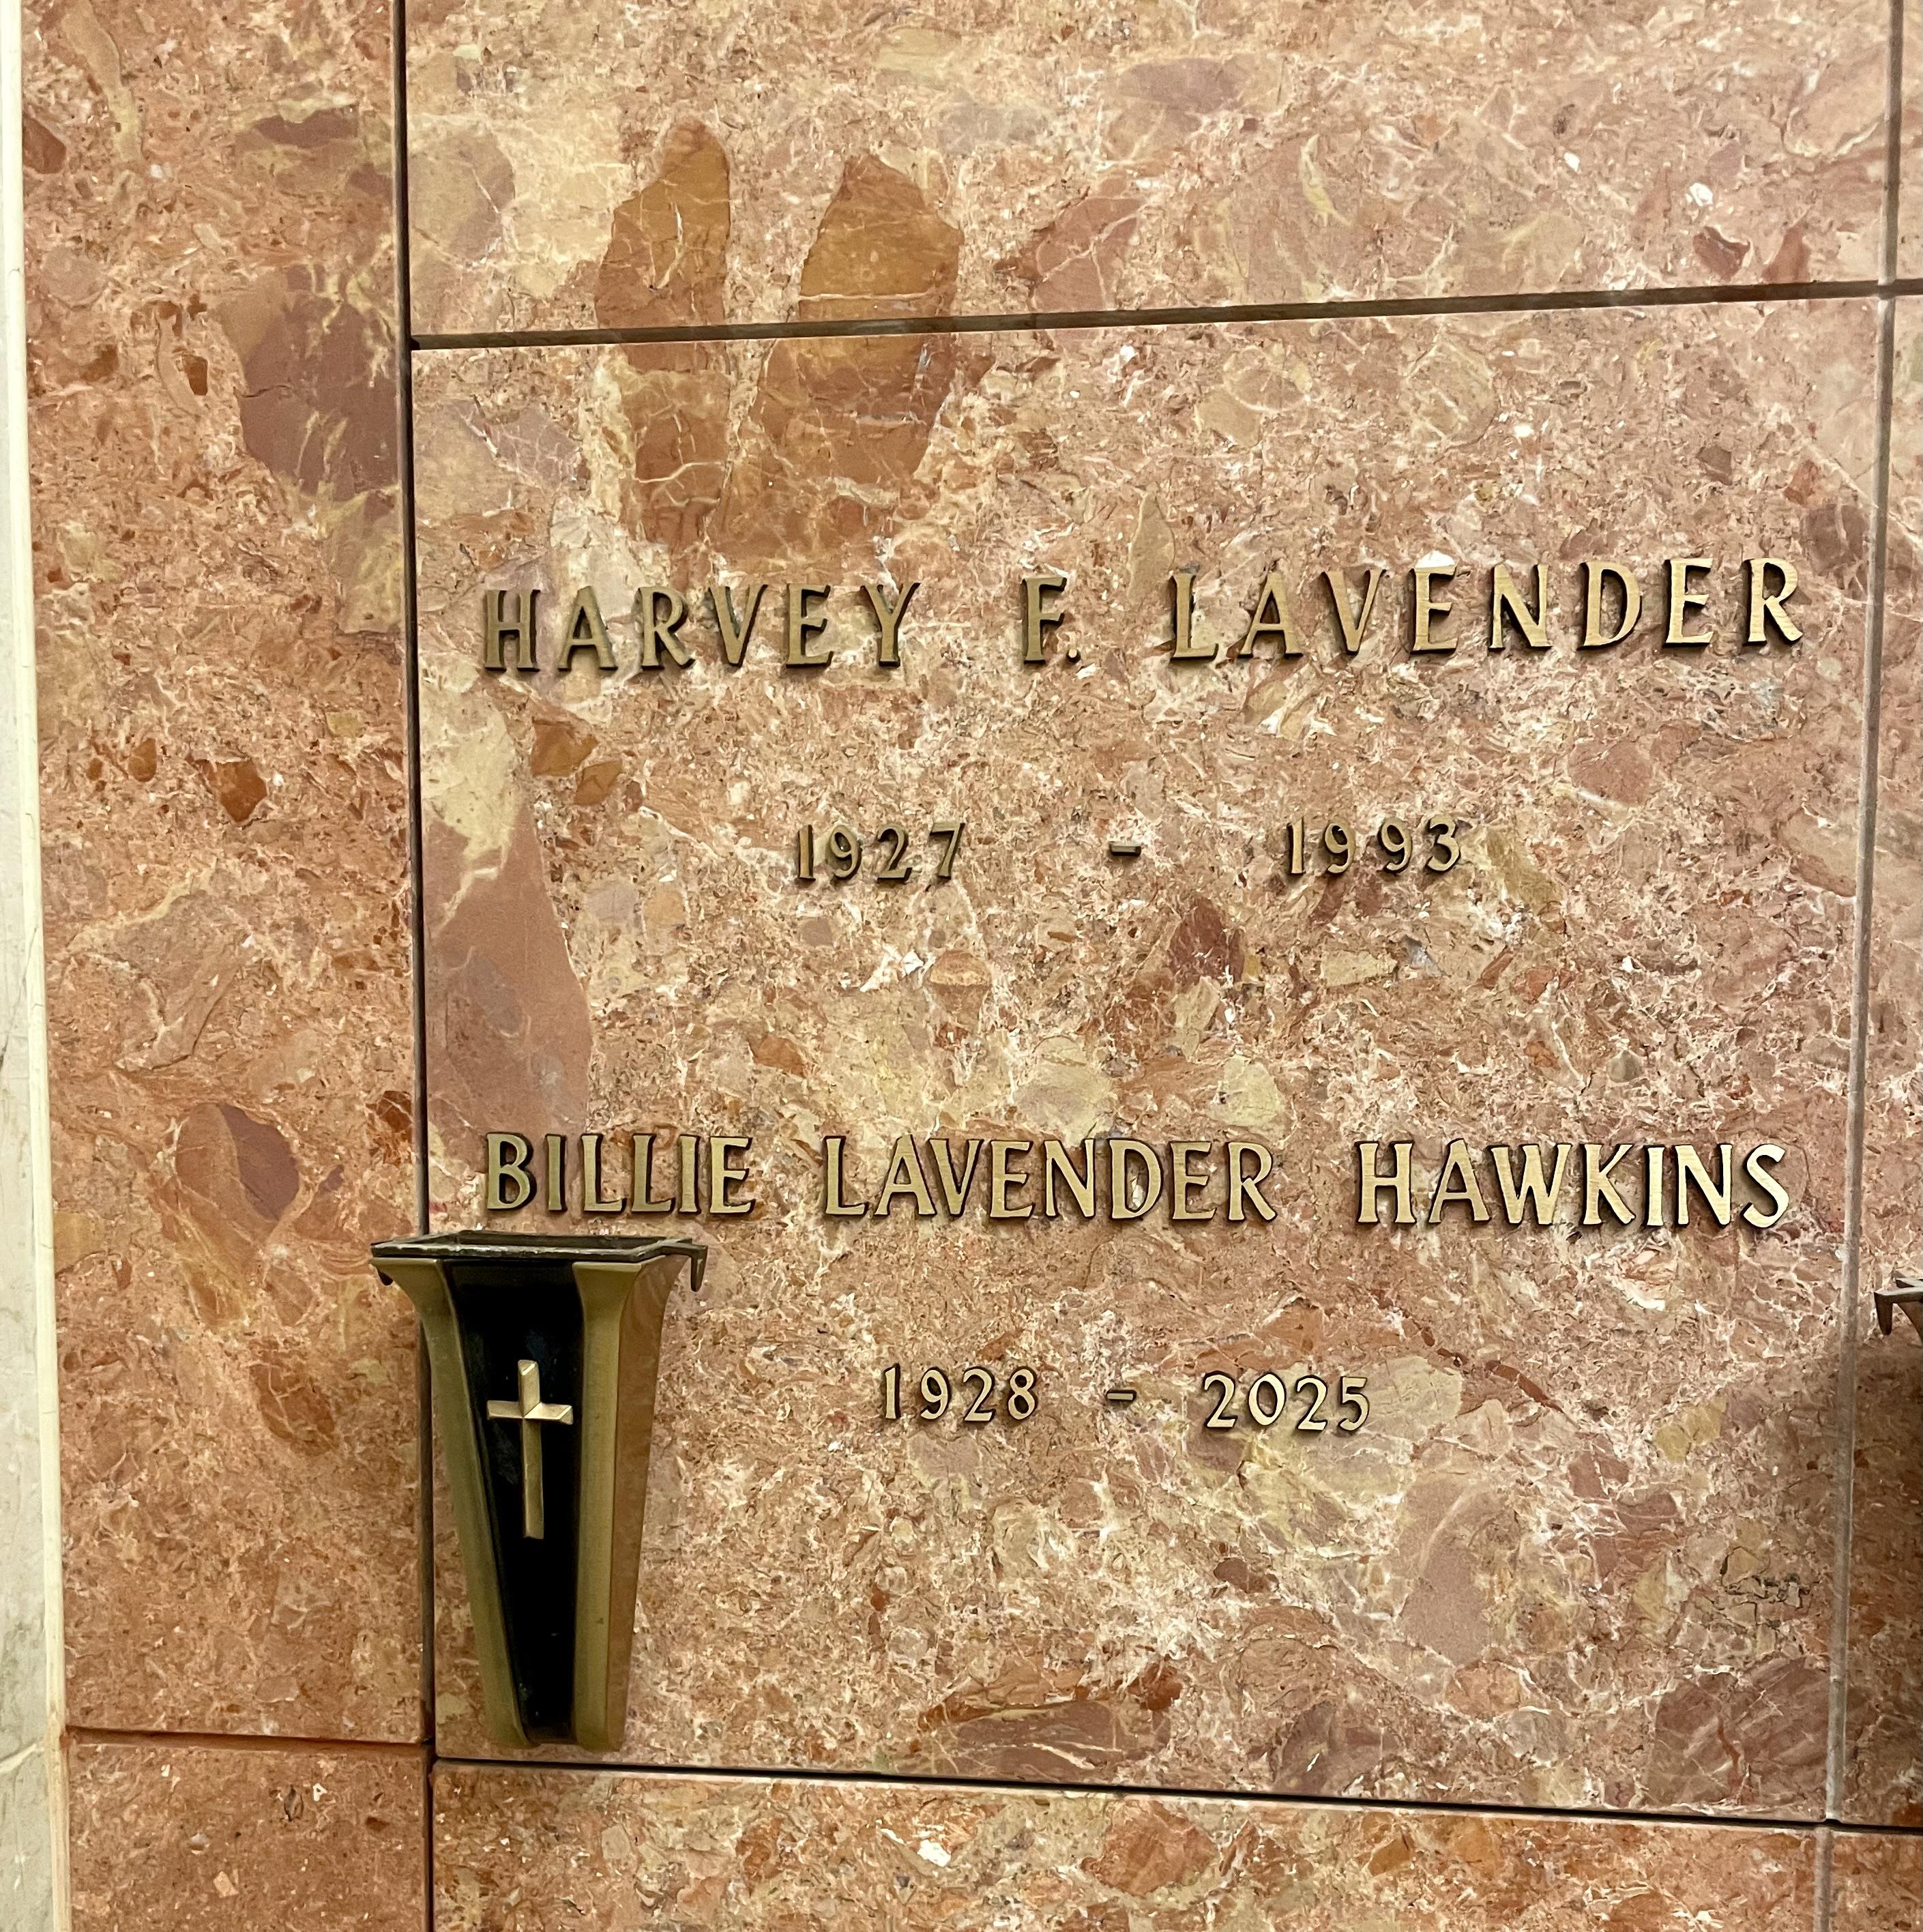 HARVEY F. LAVENDER
1927 - 1993
BILLIE LAVENDER HAWKINS
1928 - 2025